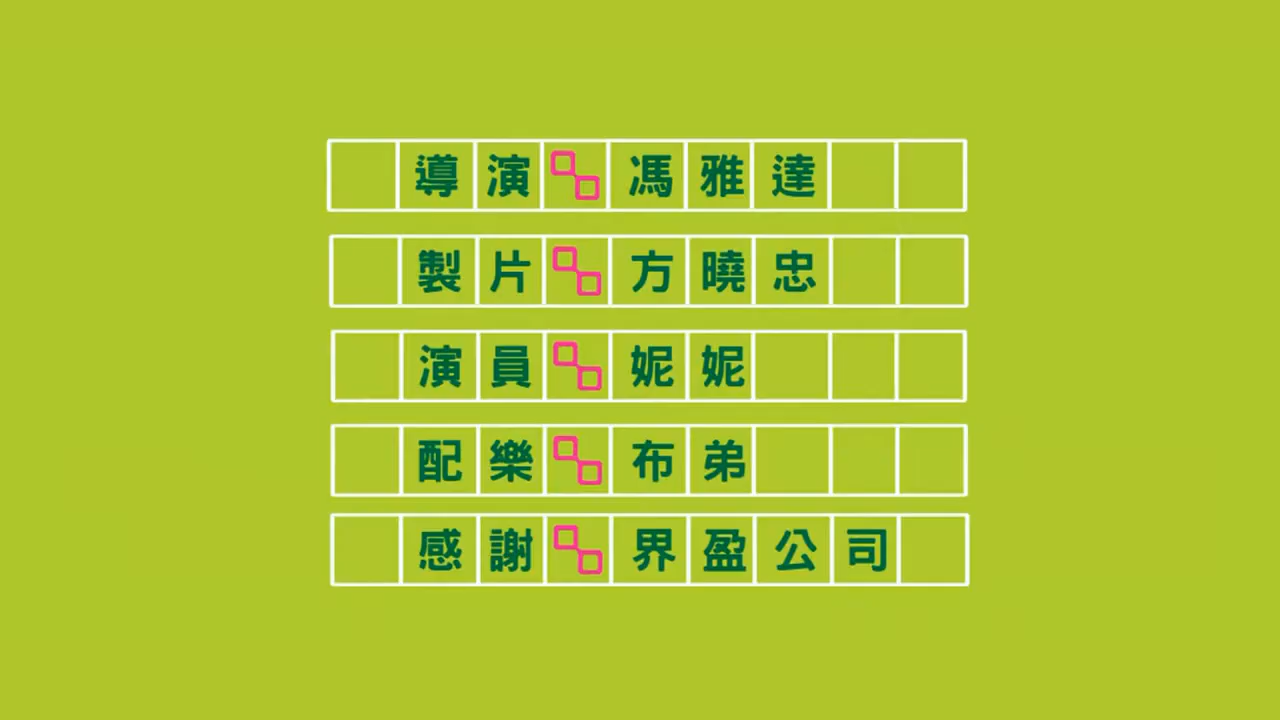 導演 馮雅達
製片 方曉忠
演員 妮妮
配樂 布弟
感謝 界盈公司